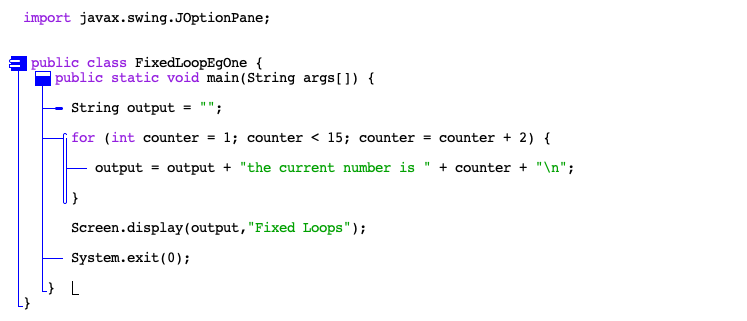 import javax.swing.JOptionPane;
public class FixedLoopEgOne {
public static void main(String args[]) {
String output = "";
for (int counter = 1; counter < 15; counter = counter + 2) {
output = output + "the current number is " + counter + "\n";
}
Screen.display(output,"Fixed Loops");
System.exit(0);
}
}